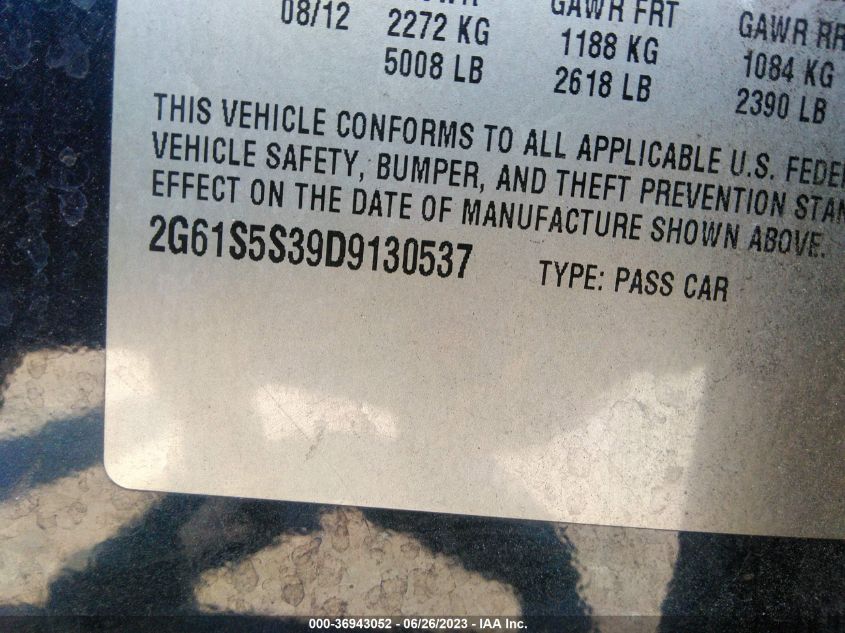 08/12 2272 KG 1188 KG 1084 KG
GAWR FRT GAWR RR
5008 LB 2618 LB 2390 LB
THIS VEHICLE CONFORMS TO ALL APPLICABLE U.S. FEDER
VEHICLE SAFETY, BUMPER, AND THEFT PREVENTION STAN
EFFECT ON THE DATE OF MANUFACTURE SHOWN ABOVE.
2G61S5S39D9130537 TYPE: PASS CAR
000-36943052 - 06/26/2023 - IAA Inc.